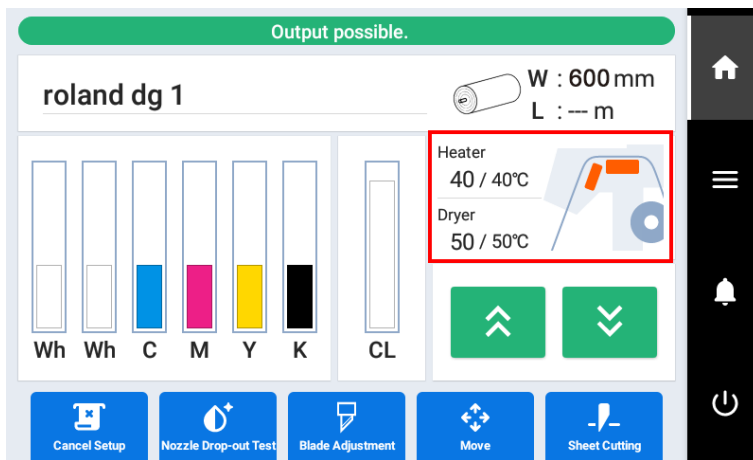 Output possible.
roland dg 1
W : 600 mm
L : --- m
Heater
40 / 40℃
Dryer
50 / 50℃
Wh Wh C M Y K CL
Cancel Setup
Nozzle Drop-out Test
Blade Adjustment
Move
Sheet Cutting